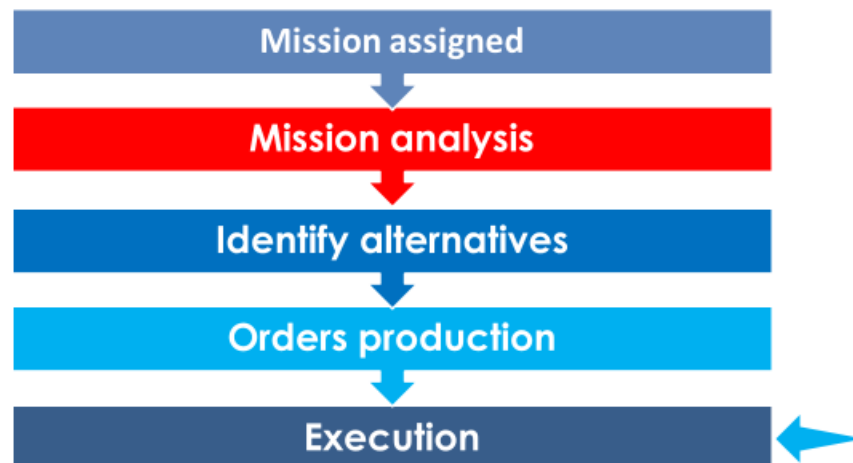 Mission assigned
Mission analysis
Identify alternatives
Orders production
Execution